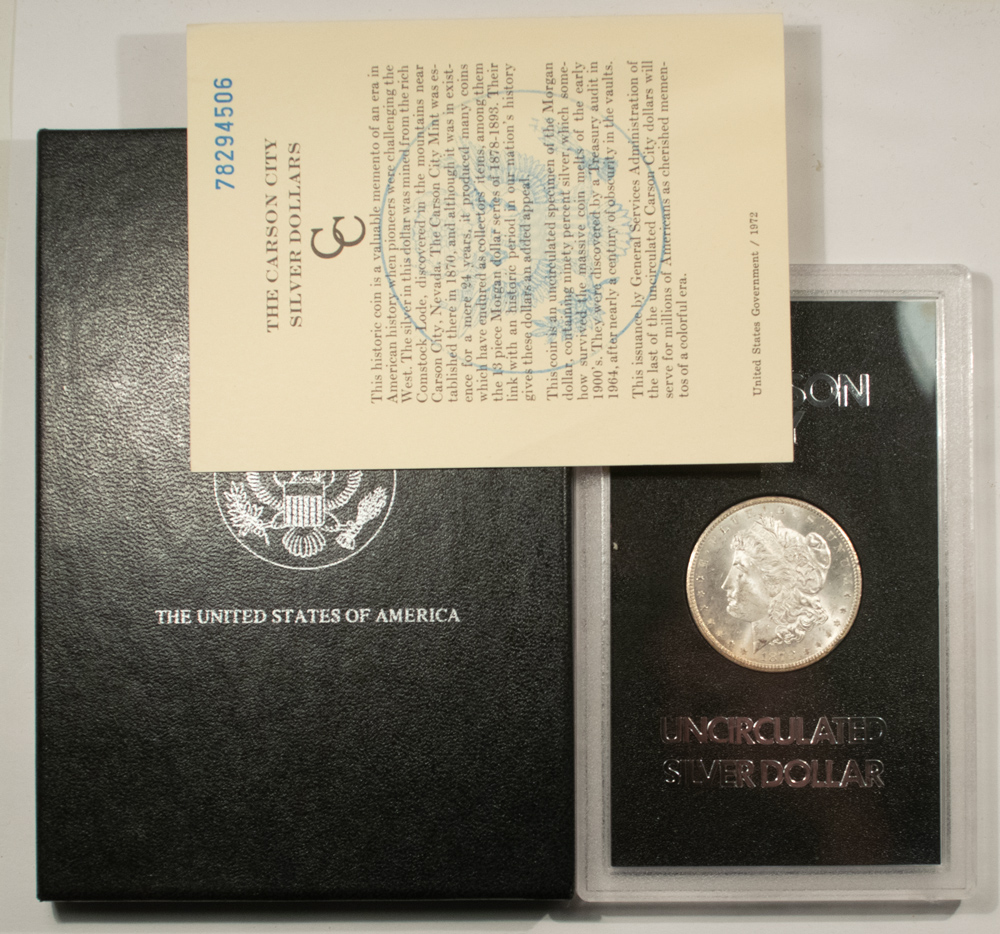 78294506
THE CARSON CITY
SILVER DOLLARS
CC
This historic coin is a valuable memento of an era in
American history when pioneers were challenging the
West. The silver in this dollar was mined from the rich
Comstock Lode, discovered in the mountains near
Carson City, Nevada. The Carson City Mint was es-
tablished there in 1870, and although it was in exist-
ence for a mere 24 years, it produced many coins
which have endured as collectors' items, among them
the 13 piece Morgan dollar series of 1878-1893. Their
link with an historic period in our nation's history
gives these dollars an added appeal.
This coin is an uncirculated specimen of the Morgan
dollar, containing ninety percent silver, which some-
how survived the massive coin melts of the early
1900's. They were discovered by a Treasury audit in
1964, after nearly a century of obscurity in the vaults.
This issuance by General Services Administration of
the last of the uncirculated Carson City dollars will
serve for millions of Americans as cherished memen-
tos of a colorful era.
United States Government / 1972
THE UNITED STATES OF AMERICA
SON
Y
UNCIRCULATED
SILVER DOLLAR